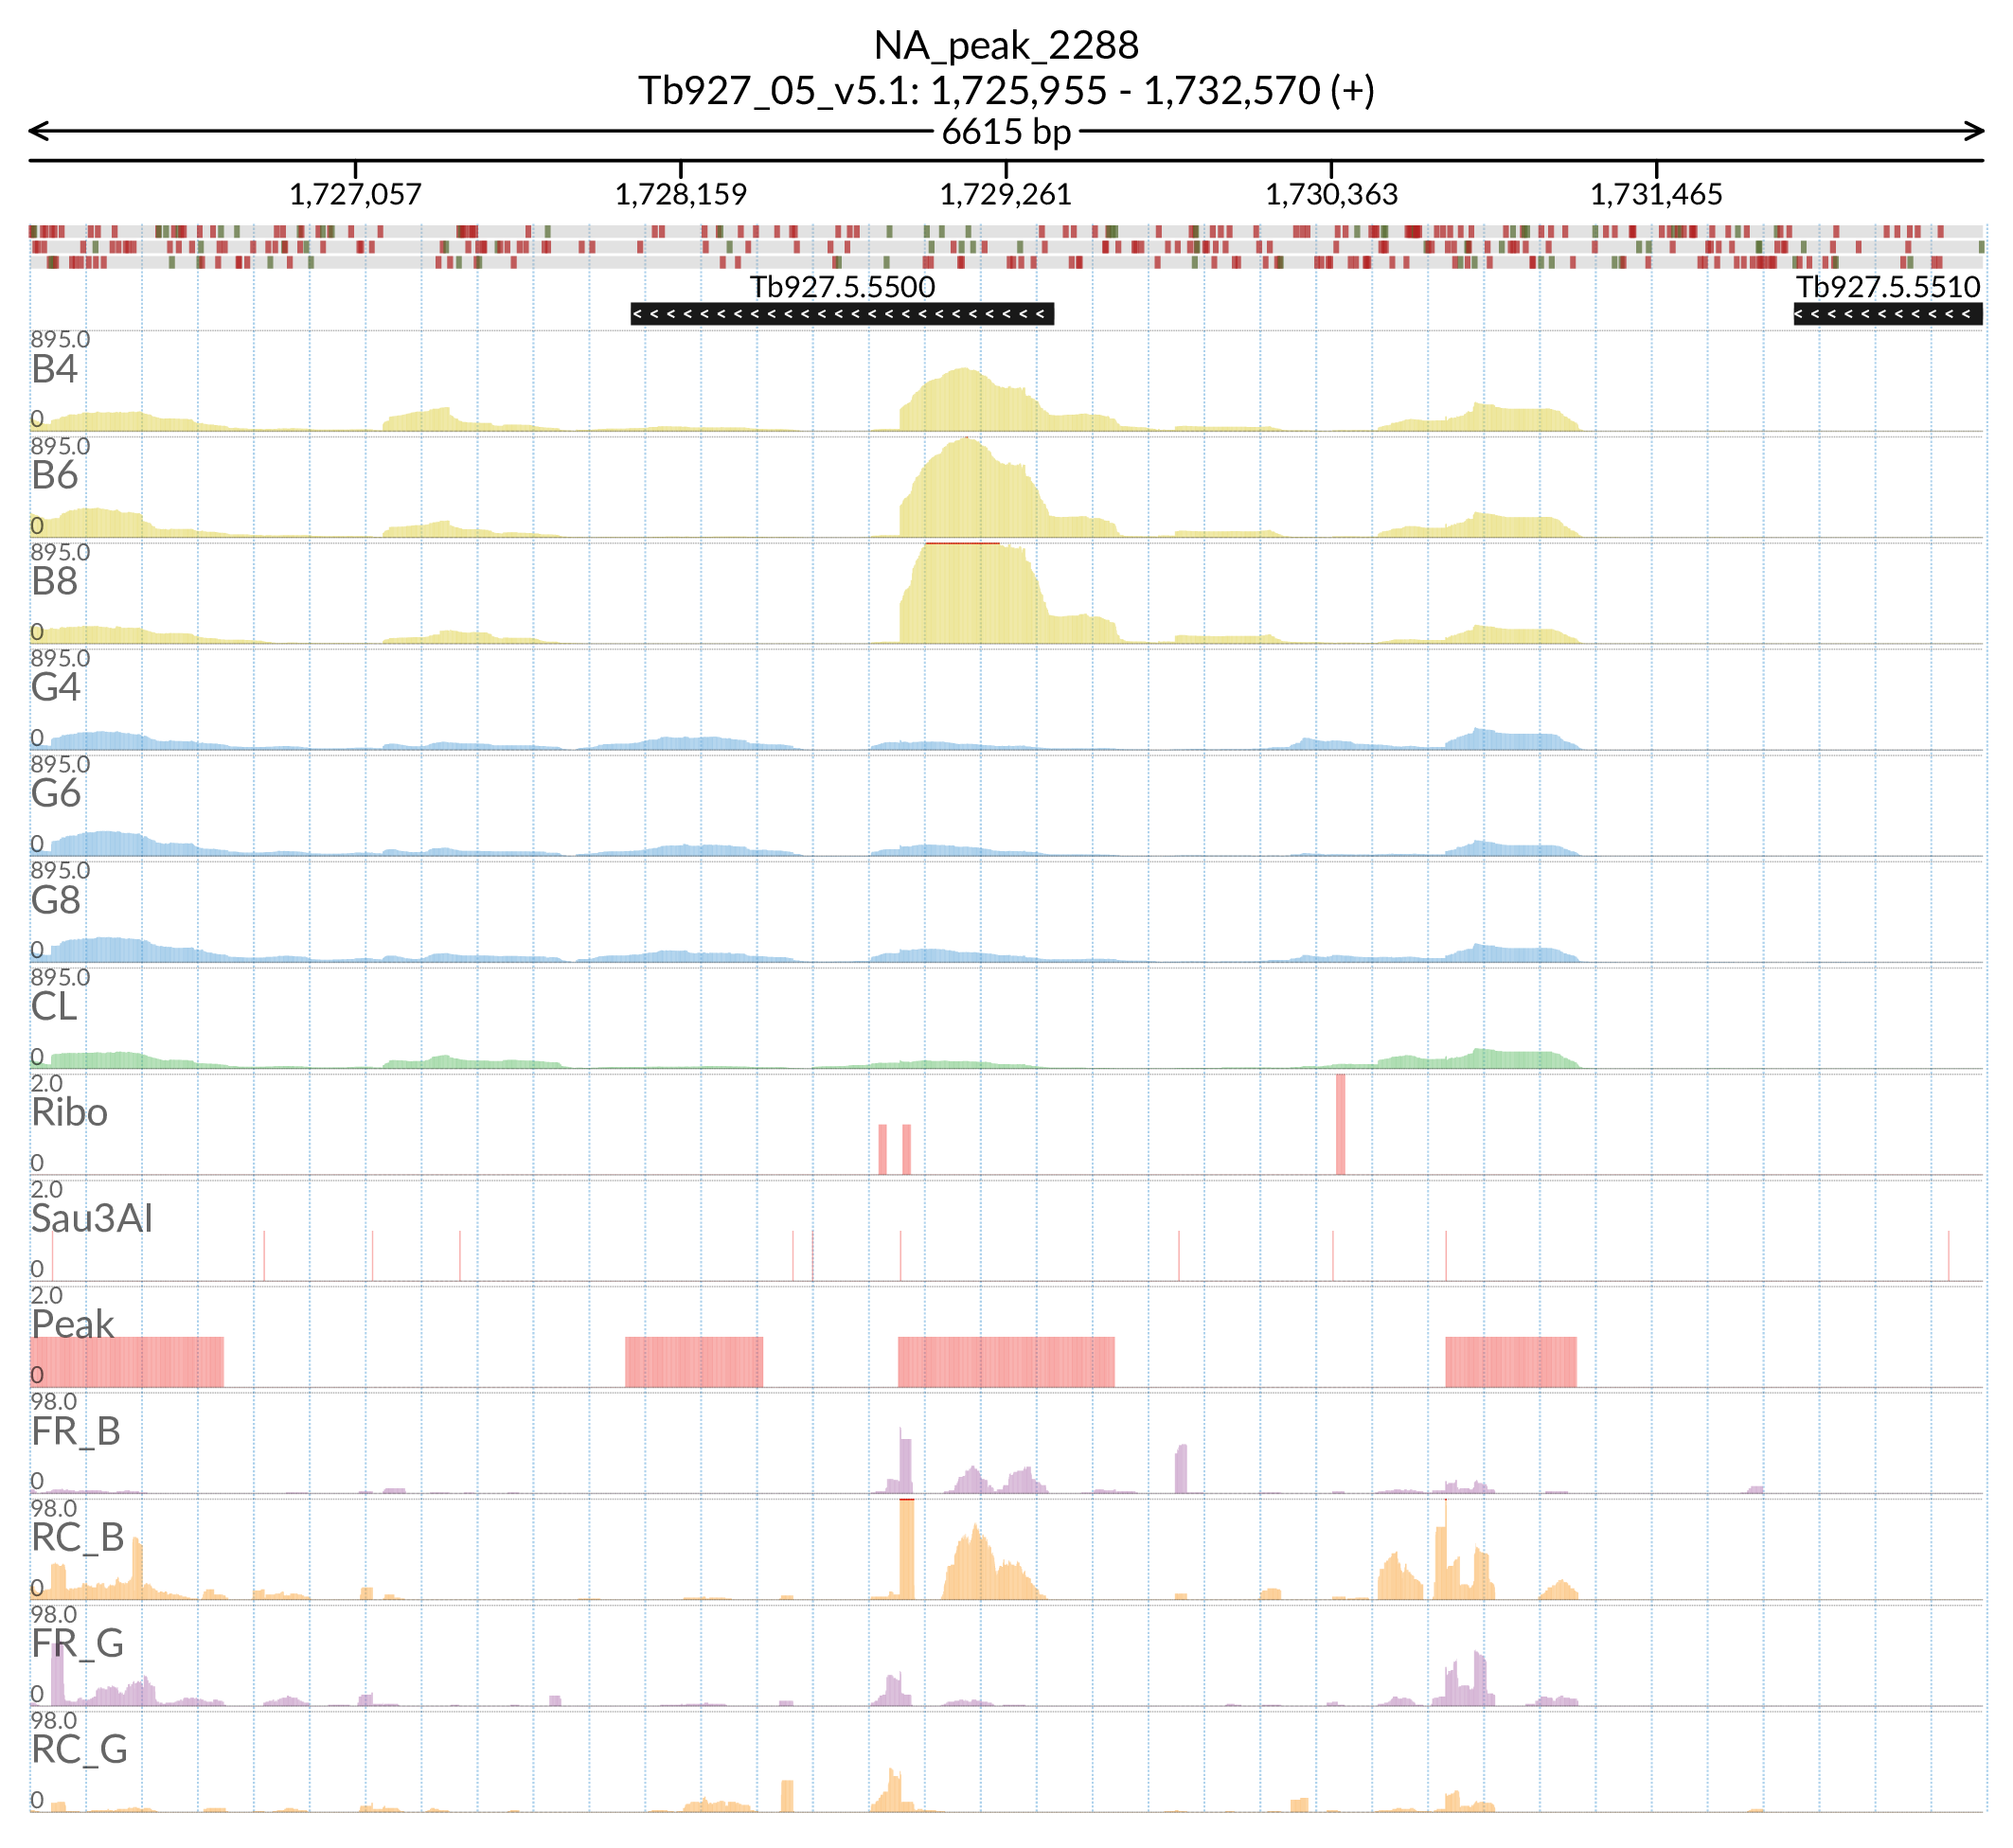 NA_peak_2288
Tb927_05_v5.1: 1,725,955 - 1,732,570 (+)
6615 bp
1,727,057 1,728,159 1,729,261 1,730,363 1,731,465
Tb927.5.5500 Tb927.5.5510
895.0
B4
0
895.0
B6
0
895.0
B8
0
895.0
G4
0
895.0
G6
0
895.0
G8
0
895.0
CL
0
2.0
Ribo
0
2.0
Sau3AI
0
2.0
Peak
0
98.0
FR_B
0
98.0
RC_B
0
98.0
FR_G
0
98.0
RC_G
0